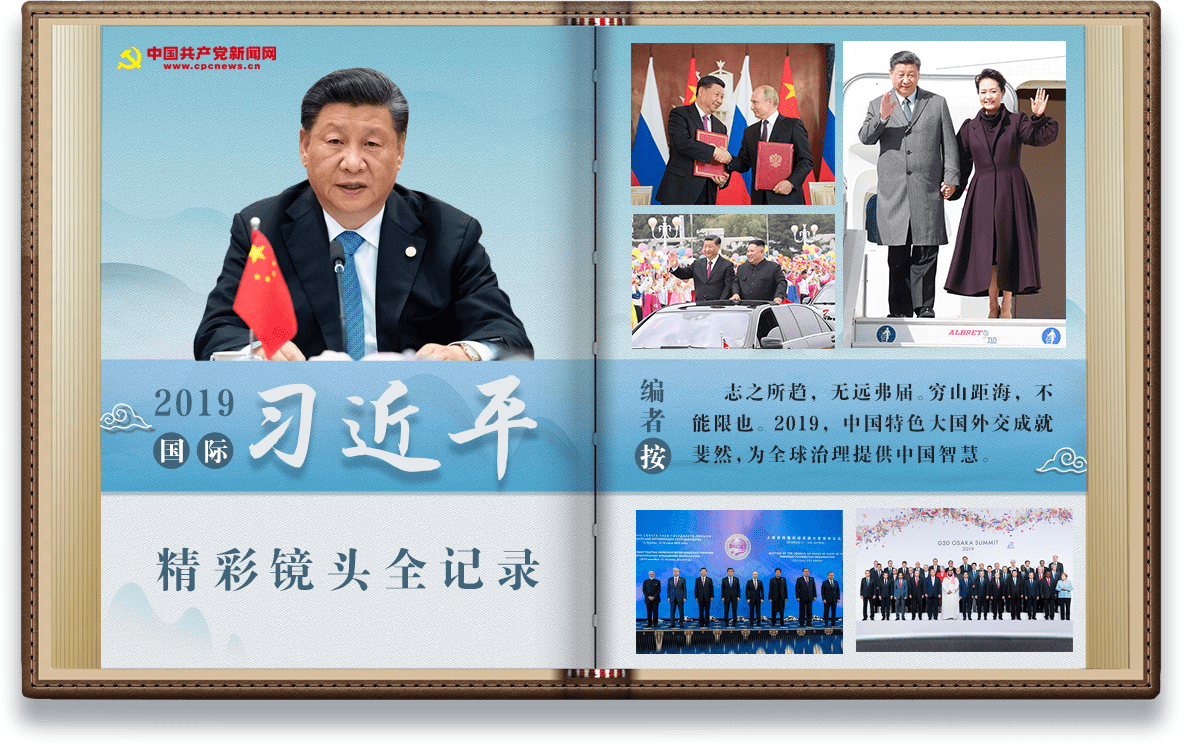 中国共产党新闻网
www.cpcnews.cn
2019
国际
习近平
精彩镜头全记录
编者按
志之所趋，无远弗届。穷山距海，不
能限也。2019，中国特色大国外交成就
斐然，为全球治理提供中国智慧。
ALBRET
G20 OSAKA SUMMIT
2019